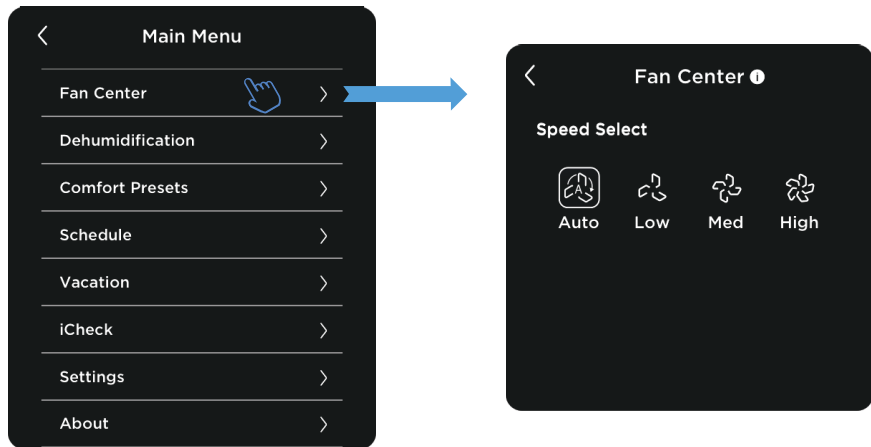 Main Menu
Fan Center
Dehumidification
Comfort Presets
Schedule
Vacation
iCheck
Settings
About
Fan Center i
Speed Select
A
Auto Low Med High